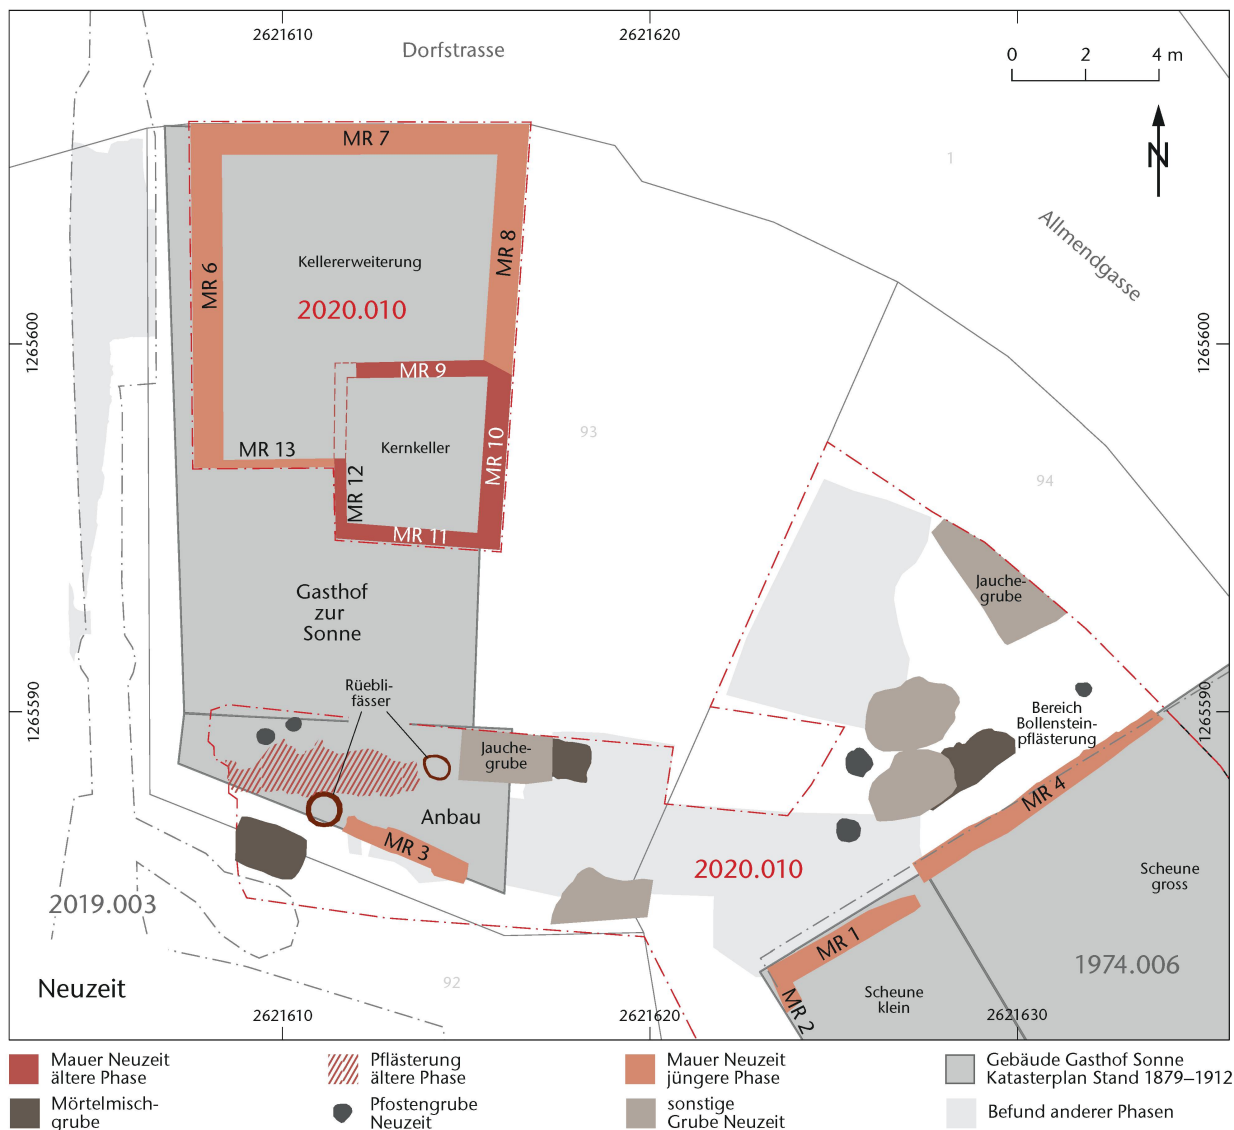 2621610
2621620
Dorfstrasse
0 2 4 m
N
MR 7
1
Allmendgasse
MR 8
MR 6
Kellererweiterung
2020.010
1265600
1265600
MR 9
93
MR 10
Kernkeller
MR 13
MR 12
94
MR 11
Jauche-
grube
Gasthof
zur
Sonne
Rüebli-
fässer
1265590
1265590
Bereich
Bollenstein-
pflästerung
Jauche-
grube
MR 4
Anbau
MR 3
2020.010
Scheune
gross
2019.003
MR 1
1974.006
Neuzeit
92
Scheune
klein
MR 2
2621610
2621620
2621630
Mauer Neuzeit
ältere Phase
Pflästerung
ältere Phase
Mauer Neuzeit
jüngere Phase
Gebäude Gasthof Sonne
Katasterplan Stand 1879–1912
Mörtelmisch-
grube
Pfostengrube
Neuzeit
sonstige
Grube Neuzeit
Befund anderer Phasen